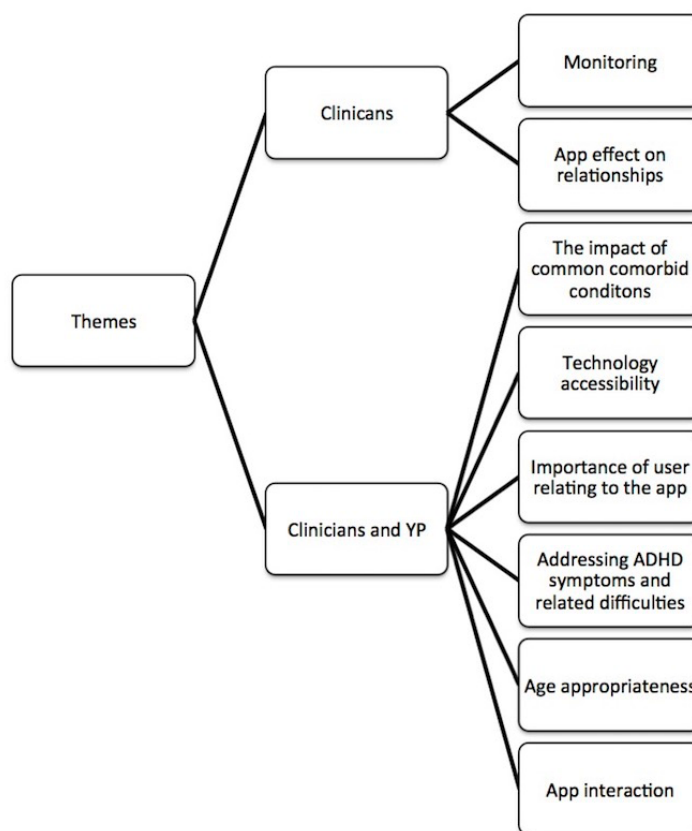 Themes
Clinicans
Monitoring
App effect on
relationships
Clinicians and YP
The impact of
common comorbid
conditons
Technology
accessibility
Importance of user
relating to the app
Addressing ADHD
symptoms and
related difficulties
Age appropriateness
App interaction